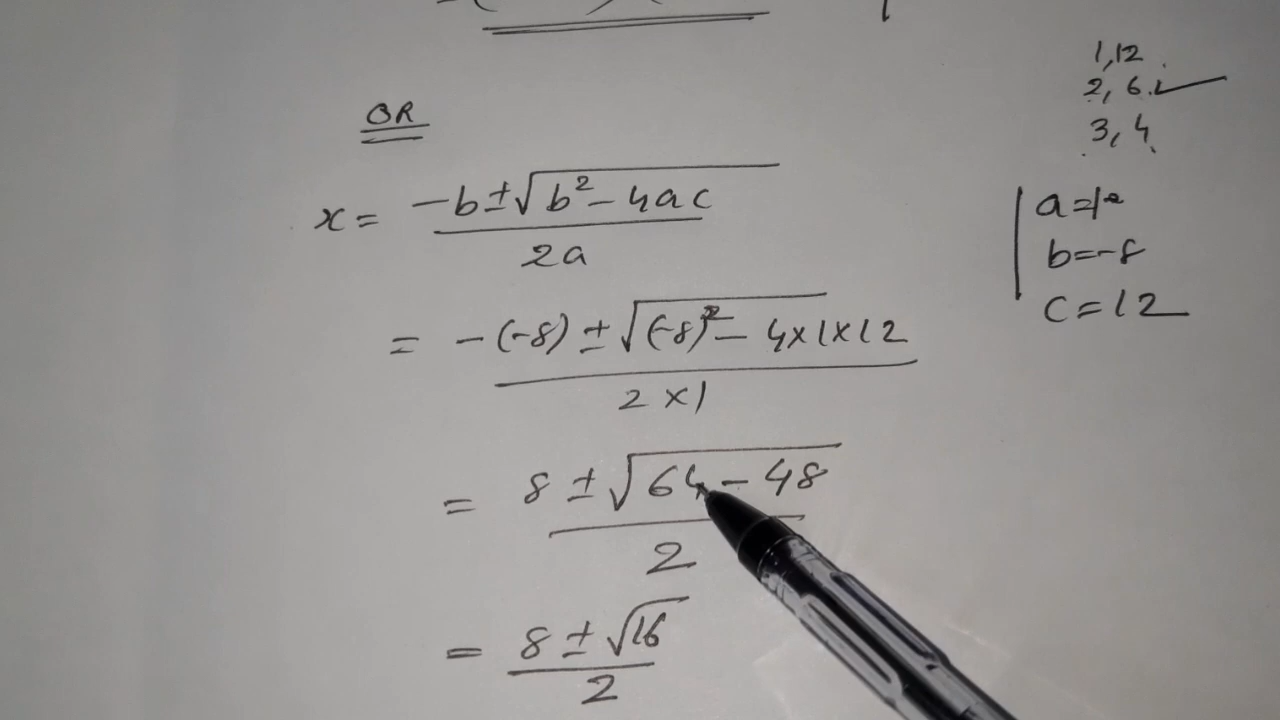 OR
x = -b±√b²-4ac
2a
= -(-8) ± √(-8)²- 4×1×12
2×1
= 8 ± √64-48
2
= 8 ± √16
2
1,12
2, 6.✓
3, 4
a=1
b=-8
c=12